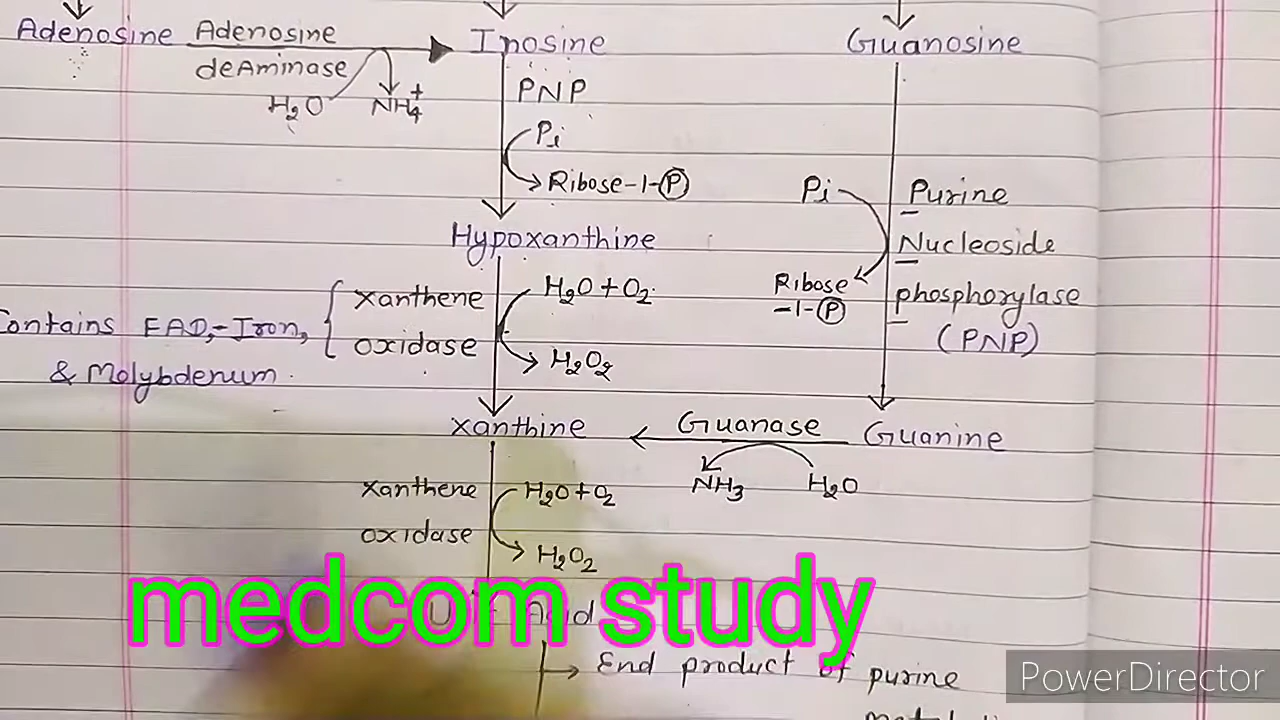 Adenosine Adenosine Inosine Guanosine
deAminase
H2O NH4+
PNP
Pi
Ribose-1-P
Pi Purine
Nucleoside
Ribose
-1-P
phosphorylase
(PNP)
Hypoxanthine
xanthene H2O + O2
oxidase
Contains FAD, Iron,
& Molybdenum.
H2O2
xanthine Guanase Guanine
NH3 H2O
xanthene H2O + O2
oxidase
H2O2
medcom study
Acid
End product of purine
PowerDirector